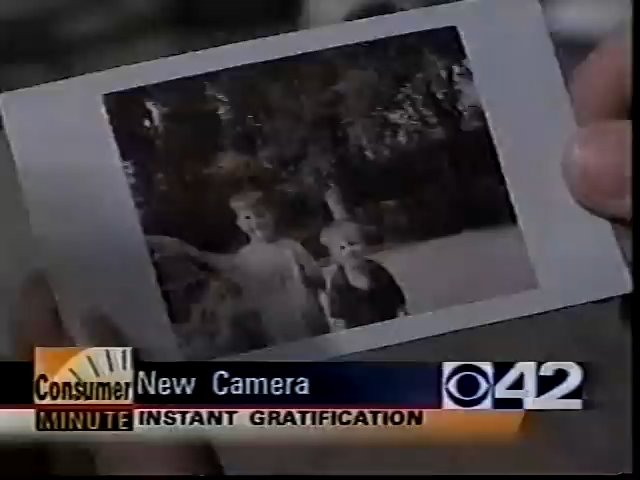 Consumer
MINUTE
New Camera
INSTANT GRATIFICATION
42